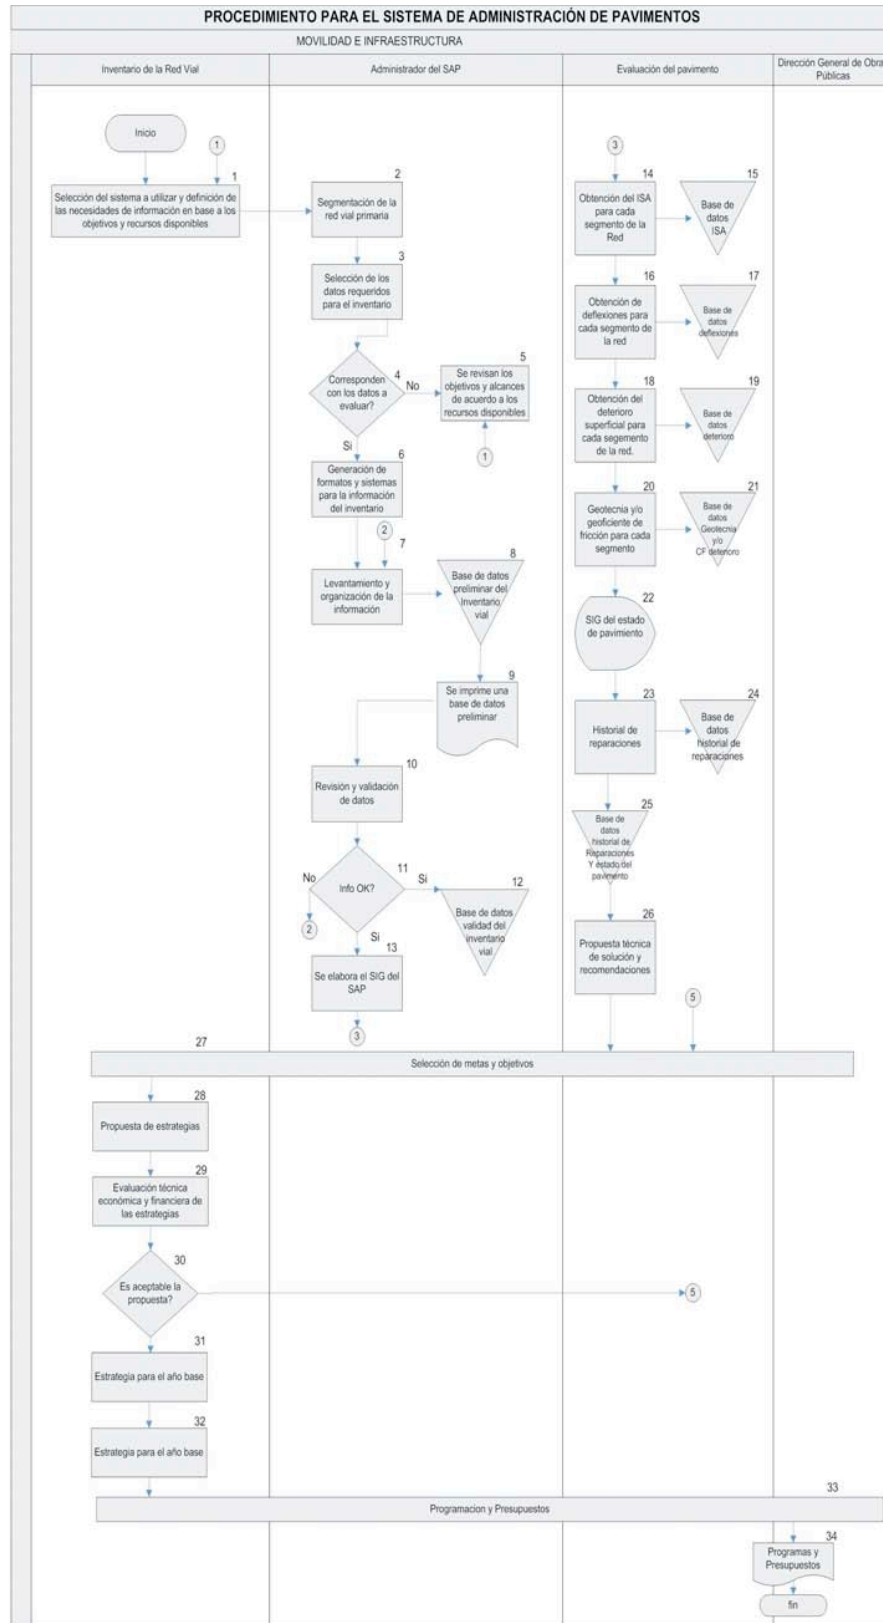 PROCEDIMIENTO PARA EL SISTEMA DE ADMINISTRACIÓN DE PAVIMENTOS
MOVILIDAD E INFRAESTRUCTURA
Inventario de la Red Vial
Administrador del SAP
Evaluación del pavimento
Dirección General de Obra
Públicas
Inicio
1
1
Selección del sistema a utilizar y definición de
las necesidades de información en base a los
objetivos y recursos disponibles
2
Segmentación de la
red vial primaria
3
Selección de los
datos requeridos
para el inventario
4
Corresponden
con los datos a
evaluar?
No
Si
5
Se revisan los
objetivos y alcances
de acuerdo a los
recursos disponibles
1
6
Generación de
formatos y sistemas
para la información
del inventario
2
7
Levantamiento y
organización de la
información
8
Base de datos
preliminar del
Inventario
vial
9
Se imprime una
base de datos
preliminar
10
Revisión y validación
de datos
11
Info OK?
No
Si
2
12
Base de datos
validad del
inventario
vial
Si
13
Se elabora el SIG del
SAP
3
3
14
Obtención del ISA
para cada
segmento de la
Red
15
Base de
datos
ISA
16
Obtención de
deflexiones para
cada segmento de
la red
17
Base de
datos
deflexiones
18
Obtención del
deterioro
superficial para
cada segemento
de la red.
19
Base de
datos
deterioro
20
Geotecnia y/o
geoficiente de
fricción para cada
segmento
21
Base de
datos
Geotecnia
y/o
CF deterioro
22
SIG del estado
de pavimiento
23
Historial de
reparaciones
24
Base de
datos
historial de
reparaciones
25
Base de
datos
historial de
Reparaciones
Y estado del
pavimento
26
Propuesta técnica
de solución y
recomendaciones
5
27
Selección de metas y objetivos
28
Propuesta de estrategias
29
Evaluación técnica
económica y financiera de
las estrategias
30
Es aceptable la
propuesta?
5
31
Estrategia para el año base
32
Estrategia para el año base
33
Programacion y Presupuestos
34
Programas y
Presupuestos
fin